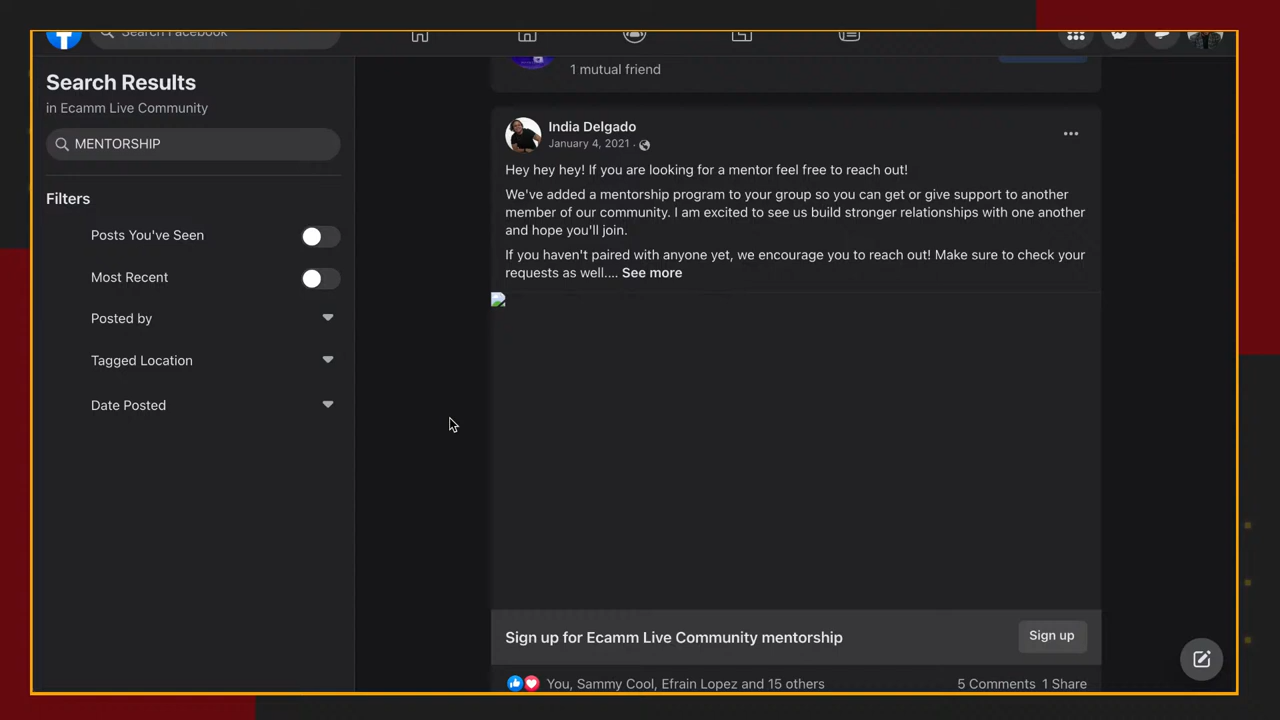 Search Facebook
Search Results
in Ecamm Live Community
MENTORSHIP
Filters
Posts You've Seen
Most Recent
Posted by
Tagged Location
Date Posted
1 mutual friend
India Delgado
January 4, 2021 ·
Hey hey hey! If you are looking for a mentor feel free to reach out!
We've added a mentorship program to your group so you can get or give support to another
member of our community. I am excited to see us build stronger relationships with one another
and hope you'll join.
If you haven't paired with anyone yet, we encourage you to reach out! Make sure to check your
requests as well.... See more
Sign up for Ecamm Live Community mentorship
Sign up
You, Sammy Cool, Efrain Lopez and 15 others
5 Comments 1 Share